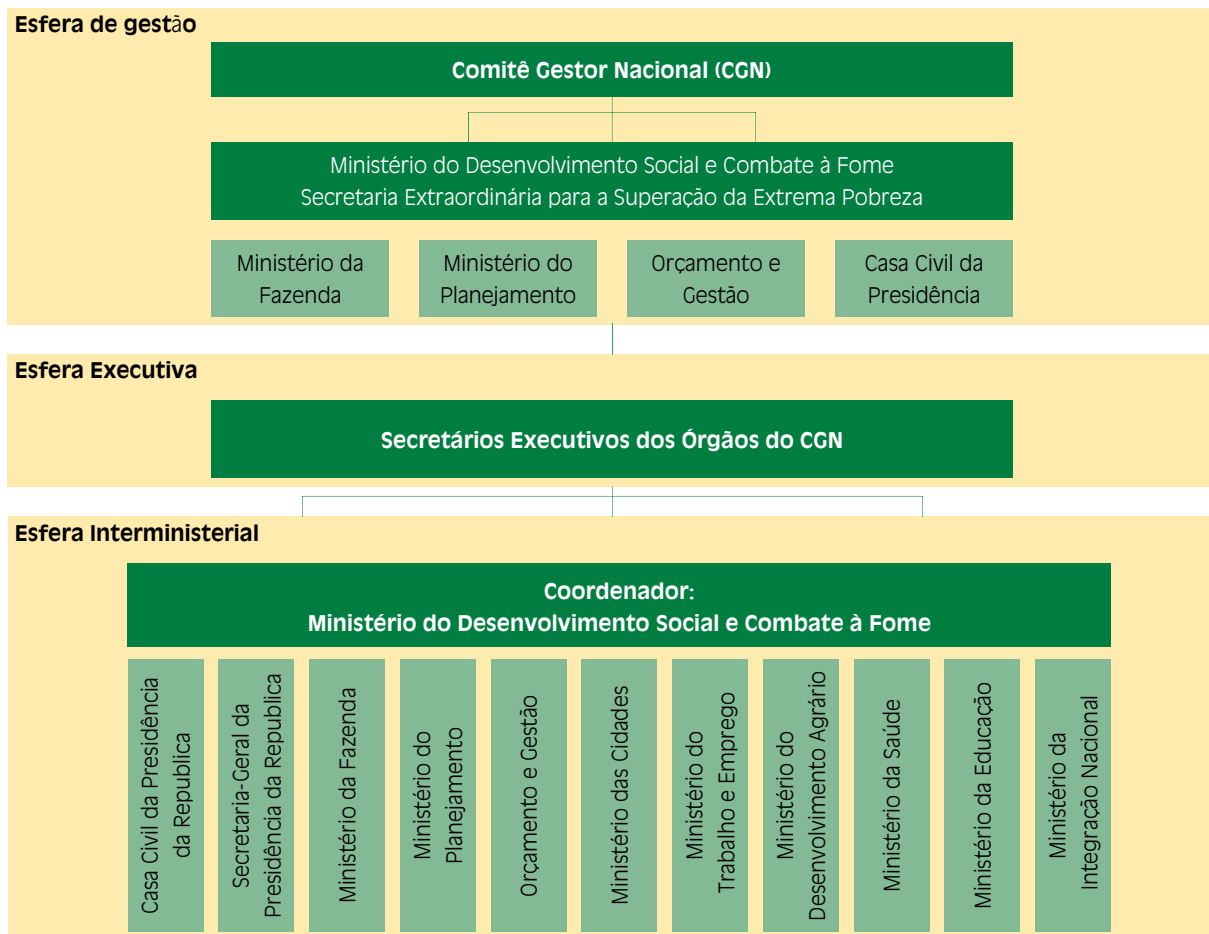 Esfera de gestão
Comitê Gestor Nacional (CGN)
Ministério do Desenvolvimento Social e Combate à Fome
Secretaria Extraordinária para a Superação da Extrema Pobreza
Ministério da
Fazenda
Ministério do
Planejamento
Orçamento e
Gestão
Casa Civil da
Presidência
Esfera Executiva
Secretários Executivos dos Órgãos do CGN
Esfera Interministerial
Coordenador:
Ministério do Desenvolvimento Social e Combate à Fome
Casa Civil da Presidência
da Republica
Secretaria-Geral da
Presidência da Republica
Ministério da Fazenda
Ministério do
Planejamento
Orçamento e Gestão
Ministério das Cidades
Ministério do
Trabalho e Emprego
Ministério do
Desenvolvimento Agrário
Ministério da Saúde
Ministério da Educação
Ministério da
Integração Nacional